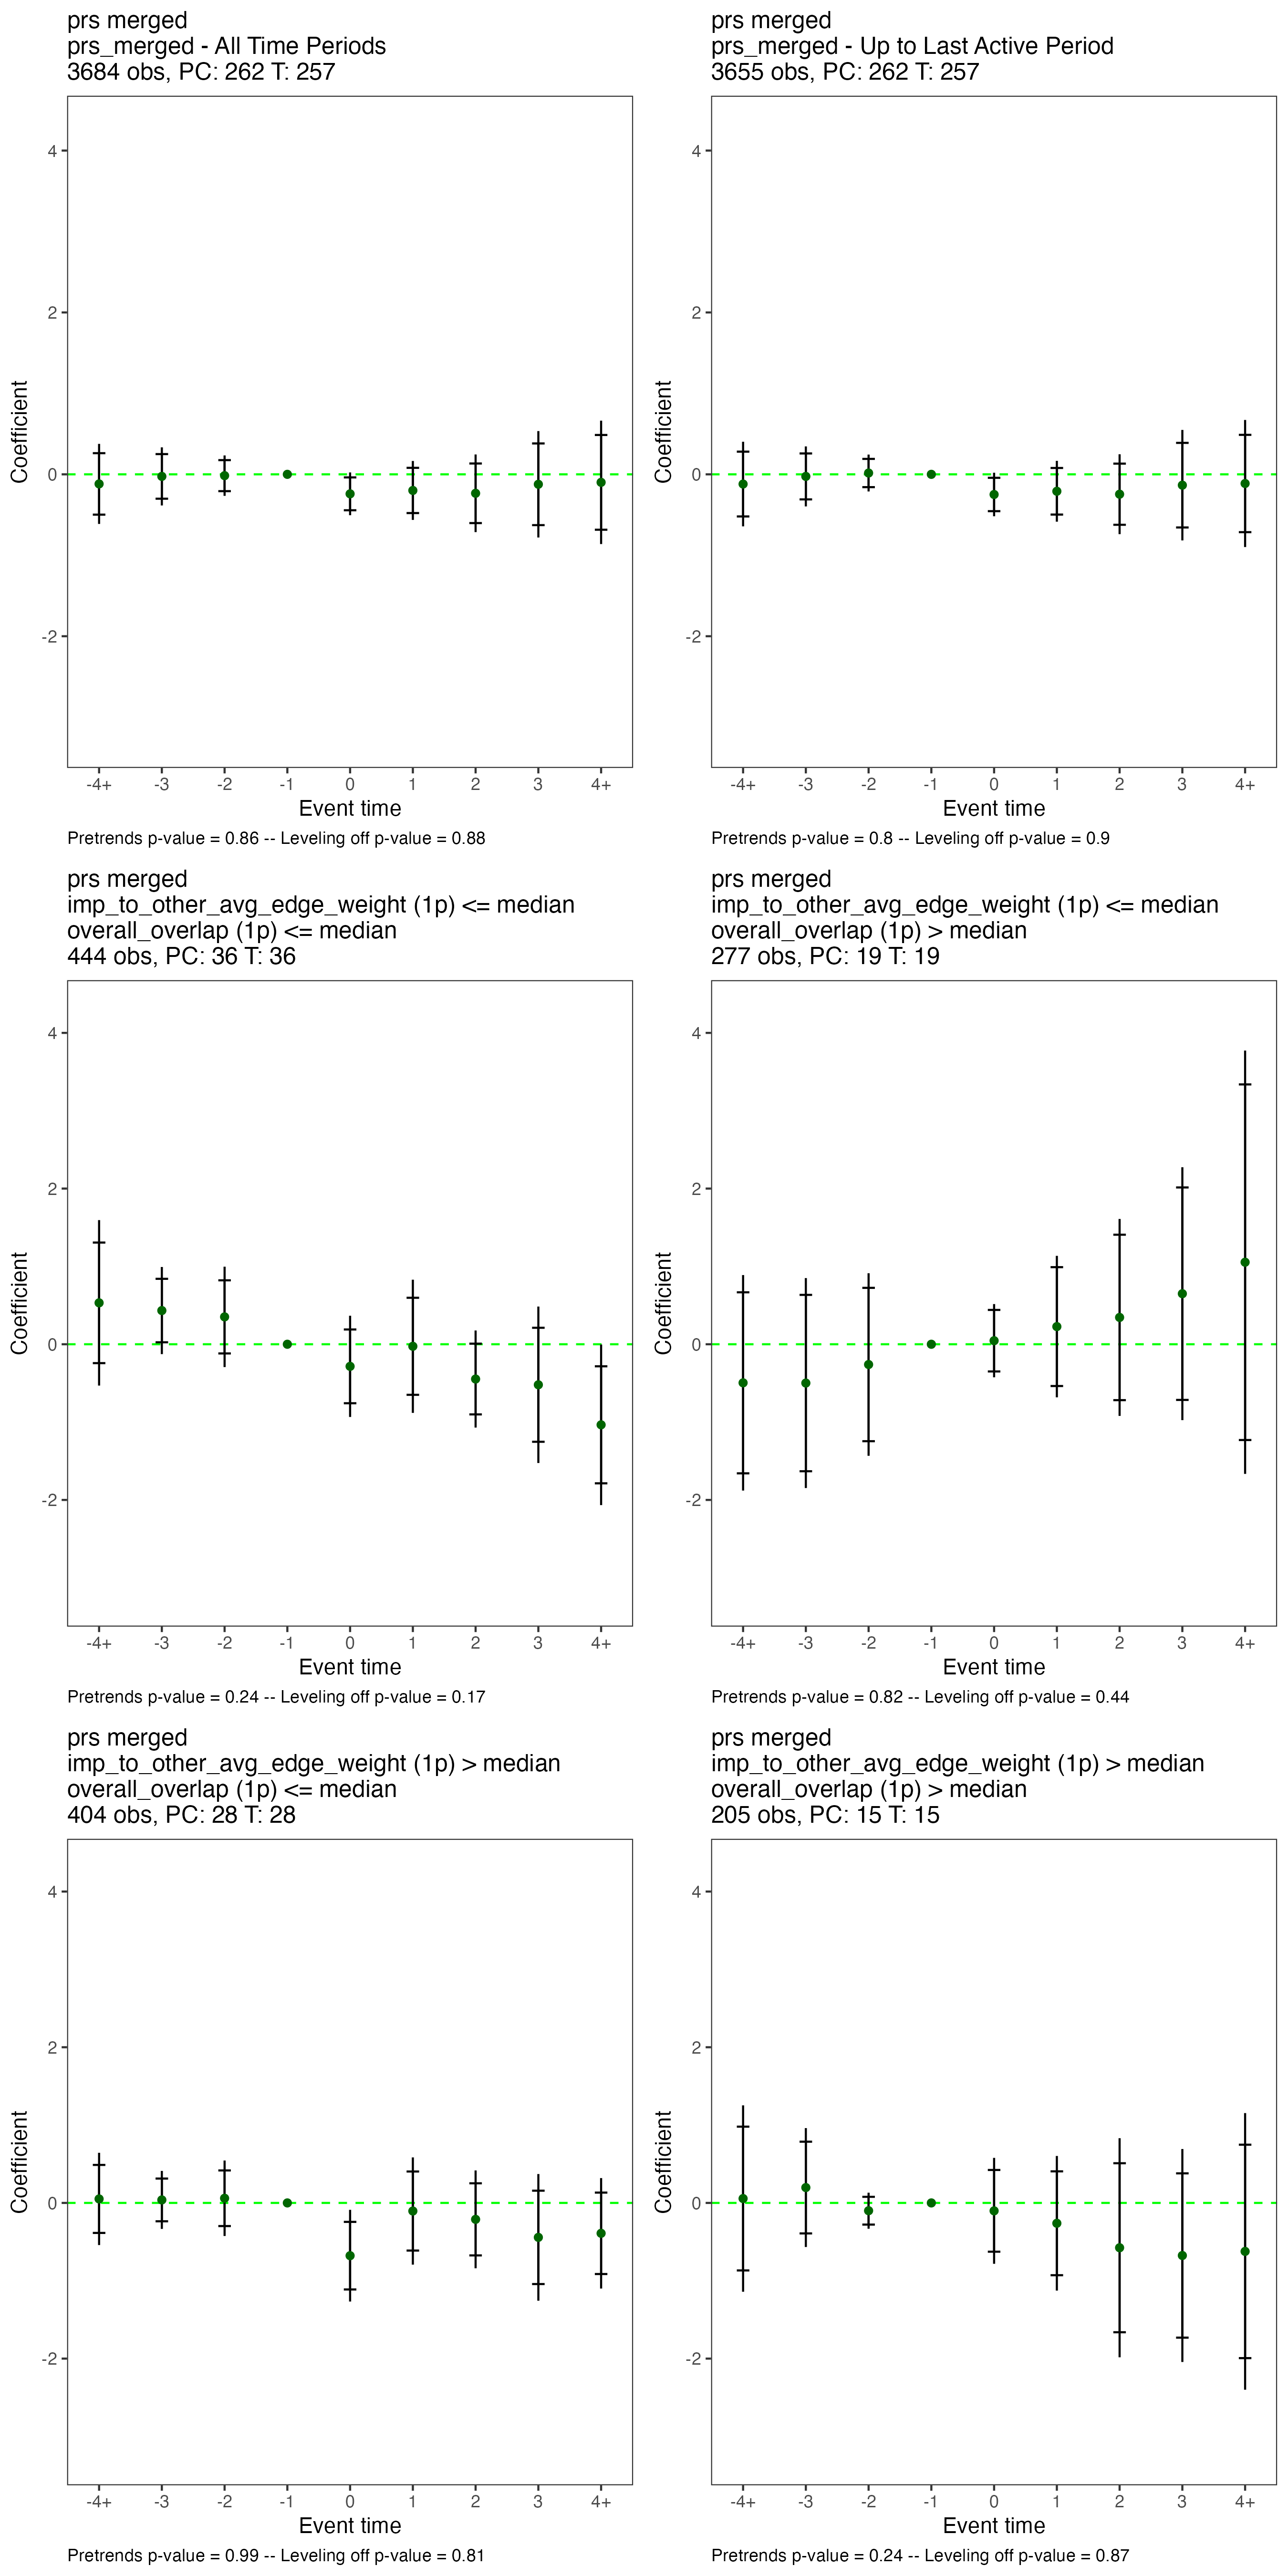 prs merged
prs_merged - All Time Periods
3684 obs, PC: 262 T: 257
4
2
0
-2
Coefficient
-4+ -3 -2 -1 0 1 2 3 4+
Event time
Pretrends p-value = 0.86 -- Leveling off p-value = 0.88
prs merged
prs_merged - Up to Last Active Period
3655 obs, PC: 262 T: 257
4
2
0
-2
Coefficient
-4+ -3 -2 -1 0 1 2 3 4+
Event time
Pretrends p-value = 0.8 -- Leveling off p-value = 0.9
prs merged
imp_to_other_avg_edge_weight (1p) <= median
overall_overlap (1p) <= median
444 obs, PC: 36 T: 36
4
2
0
-2
Coefficient
-4+ -3 -2 -1 0 1 2 3 4+
Event time
Pretrends p-value = 0.24 -- Leveling off p-value = 0.17
prs merged
imp_to_other_avg_edge_weight (1p) <= median
overall_overlap (1p) > median
277 obs, PC: 19 T: 19
4
2
0
-2
Coefficient
-4+ -3 -2 -1 0 1 2 3 4+
Event time
Pretrends p-value = 0.82 -- Leveling off p-value = 0.44
prs merged
imp_to_other_avg_edge_weight (1p) > median
overall_overlap (1p) <= median
404 obs, PC: 28 T: 28
4
2
0
-2
Coefficient
-4+ -3 -2 -1 0 1 2 3 4+
Event time
Pretrends p-value = 0.99 -- Leveling off p-value = 0.81
prs merged
imp_to_other_avg_edge_weight (1p) > median
overall_overlap (1p) > median
205 obs, PC: 15 T: 15
4
2
0
-2
Coefficient
-4+ -3 -2 -1 0 1 2 3 4+
Event time
Pretrends p-value = 0.24 -- Leveling off p-value = 0.87